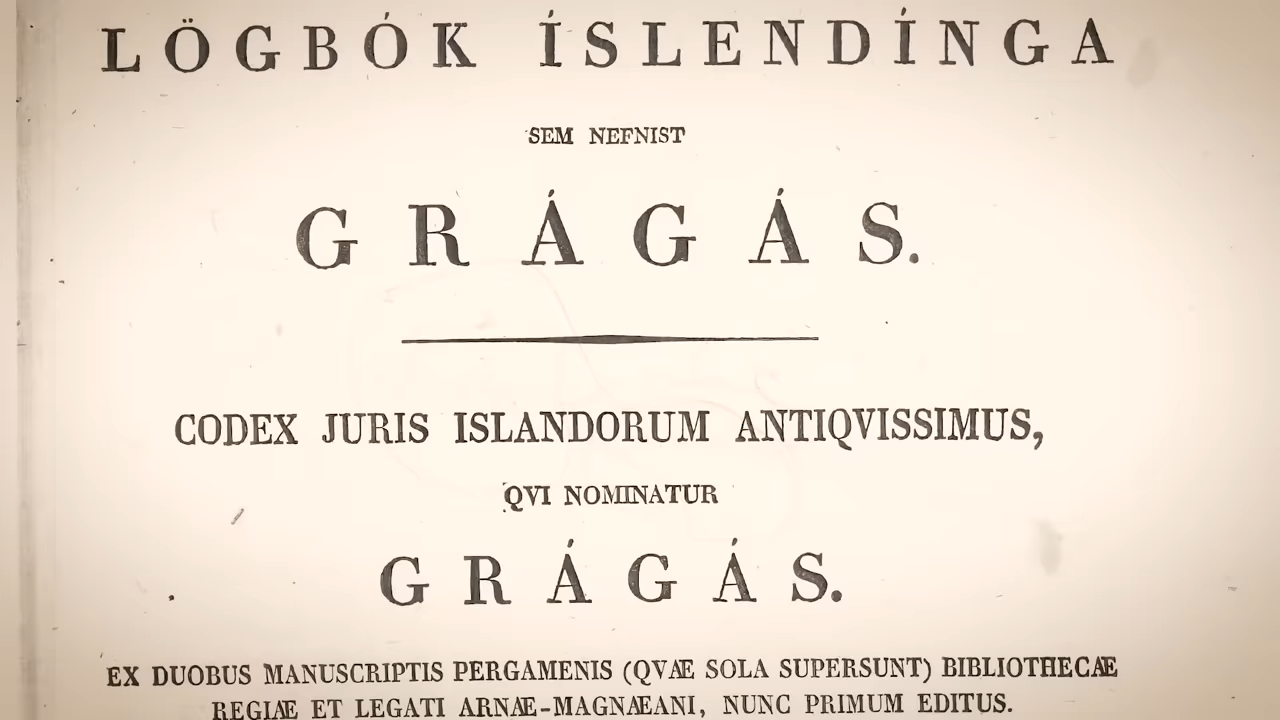 LÖGBÓK ÍSLENDÍNGA
SEM NEFNIST
GRÁGÁS.
CODEX JURIS ISLANDORUM ANTIQVISSIMUS,
QVI NOMINATUR
GRÁGÁS.
EX DUOBUS MANUSCRIPTIS PERGAMENIS (QVÆ SOLA SUPERSUNT) BIBLIOTHECÆ
REGIÆ ET LEGATI ARNÆ-MAGNÆANI, NUNC PRIMUM EDITUS.